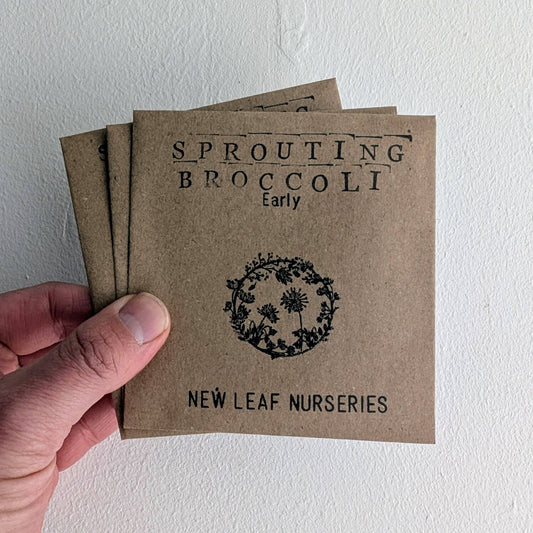 SPROUTING
BROCCOLI
Early
NEW LEAF NURSERIES